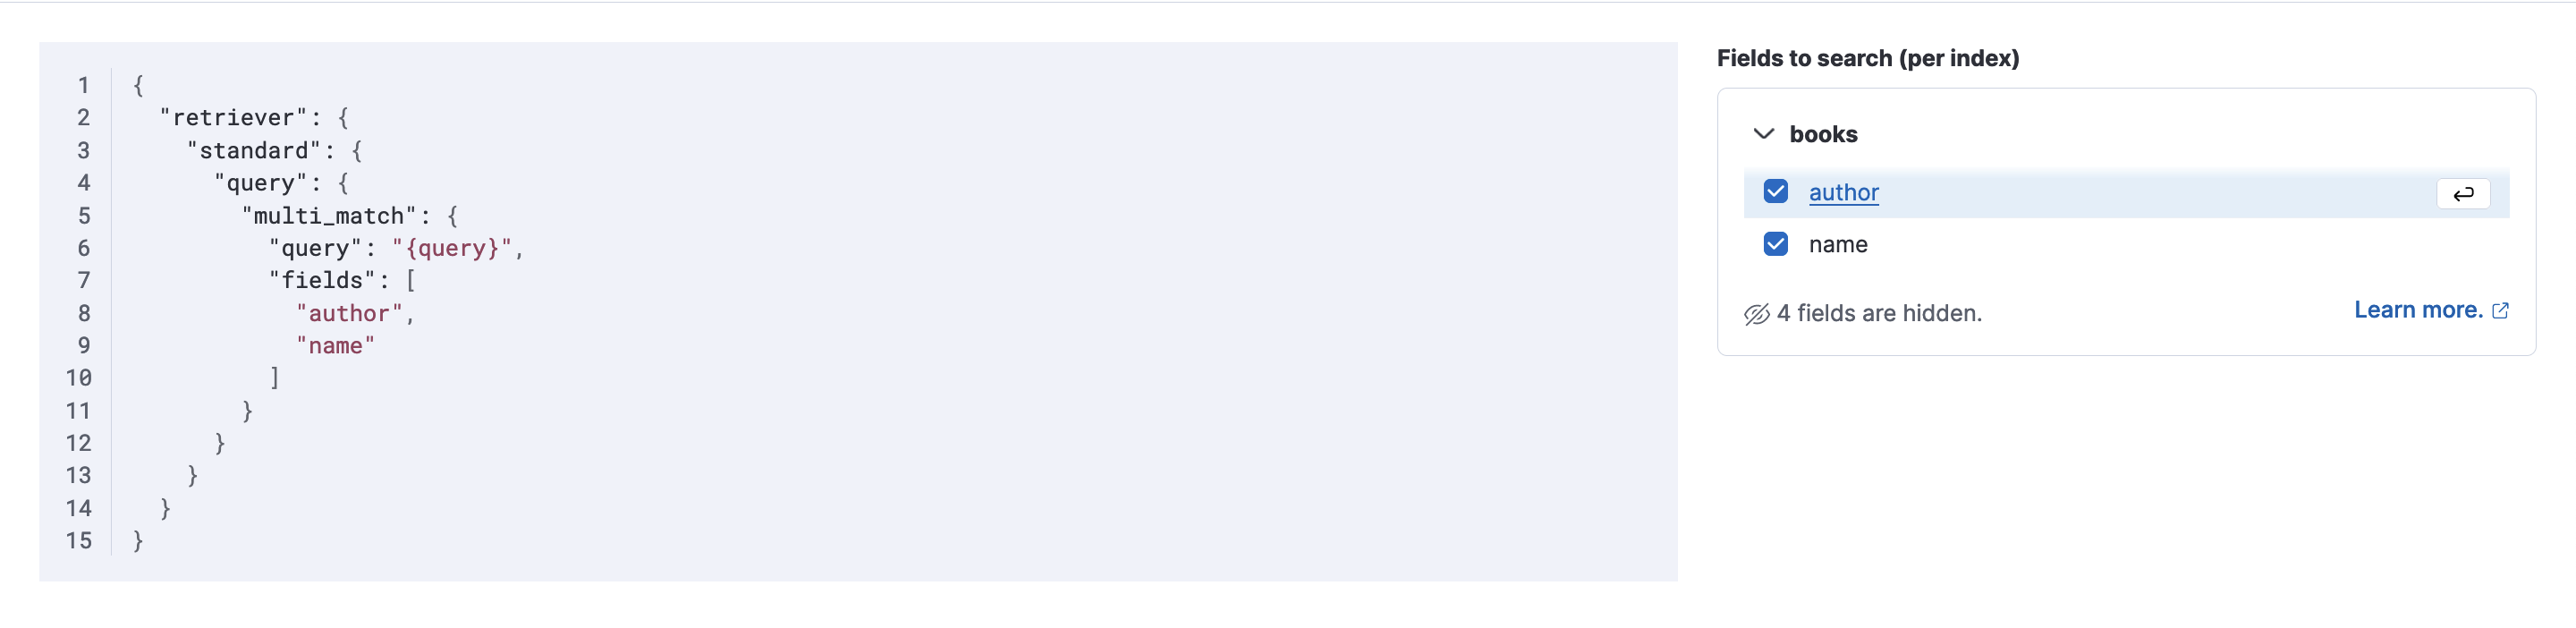 1 {
2   "retriever": {
3     "standard": {
4       "query": {
5         "multi_match": {
6           "query": "{query}",
7           "fields": [
8             "author",
9             "name"
10           ]
11         }
12       }
13     }
14   }
15 }
Fields to search (per index)
books
author
name
4 fields are hidden.
Learn more.